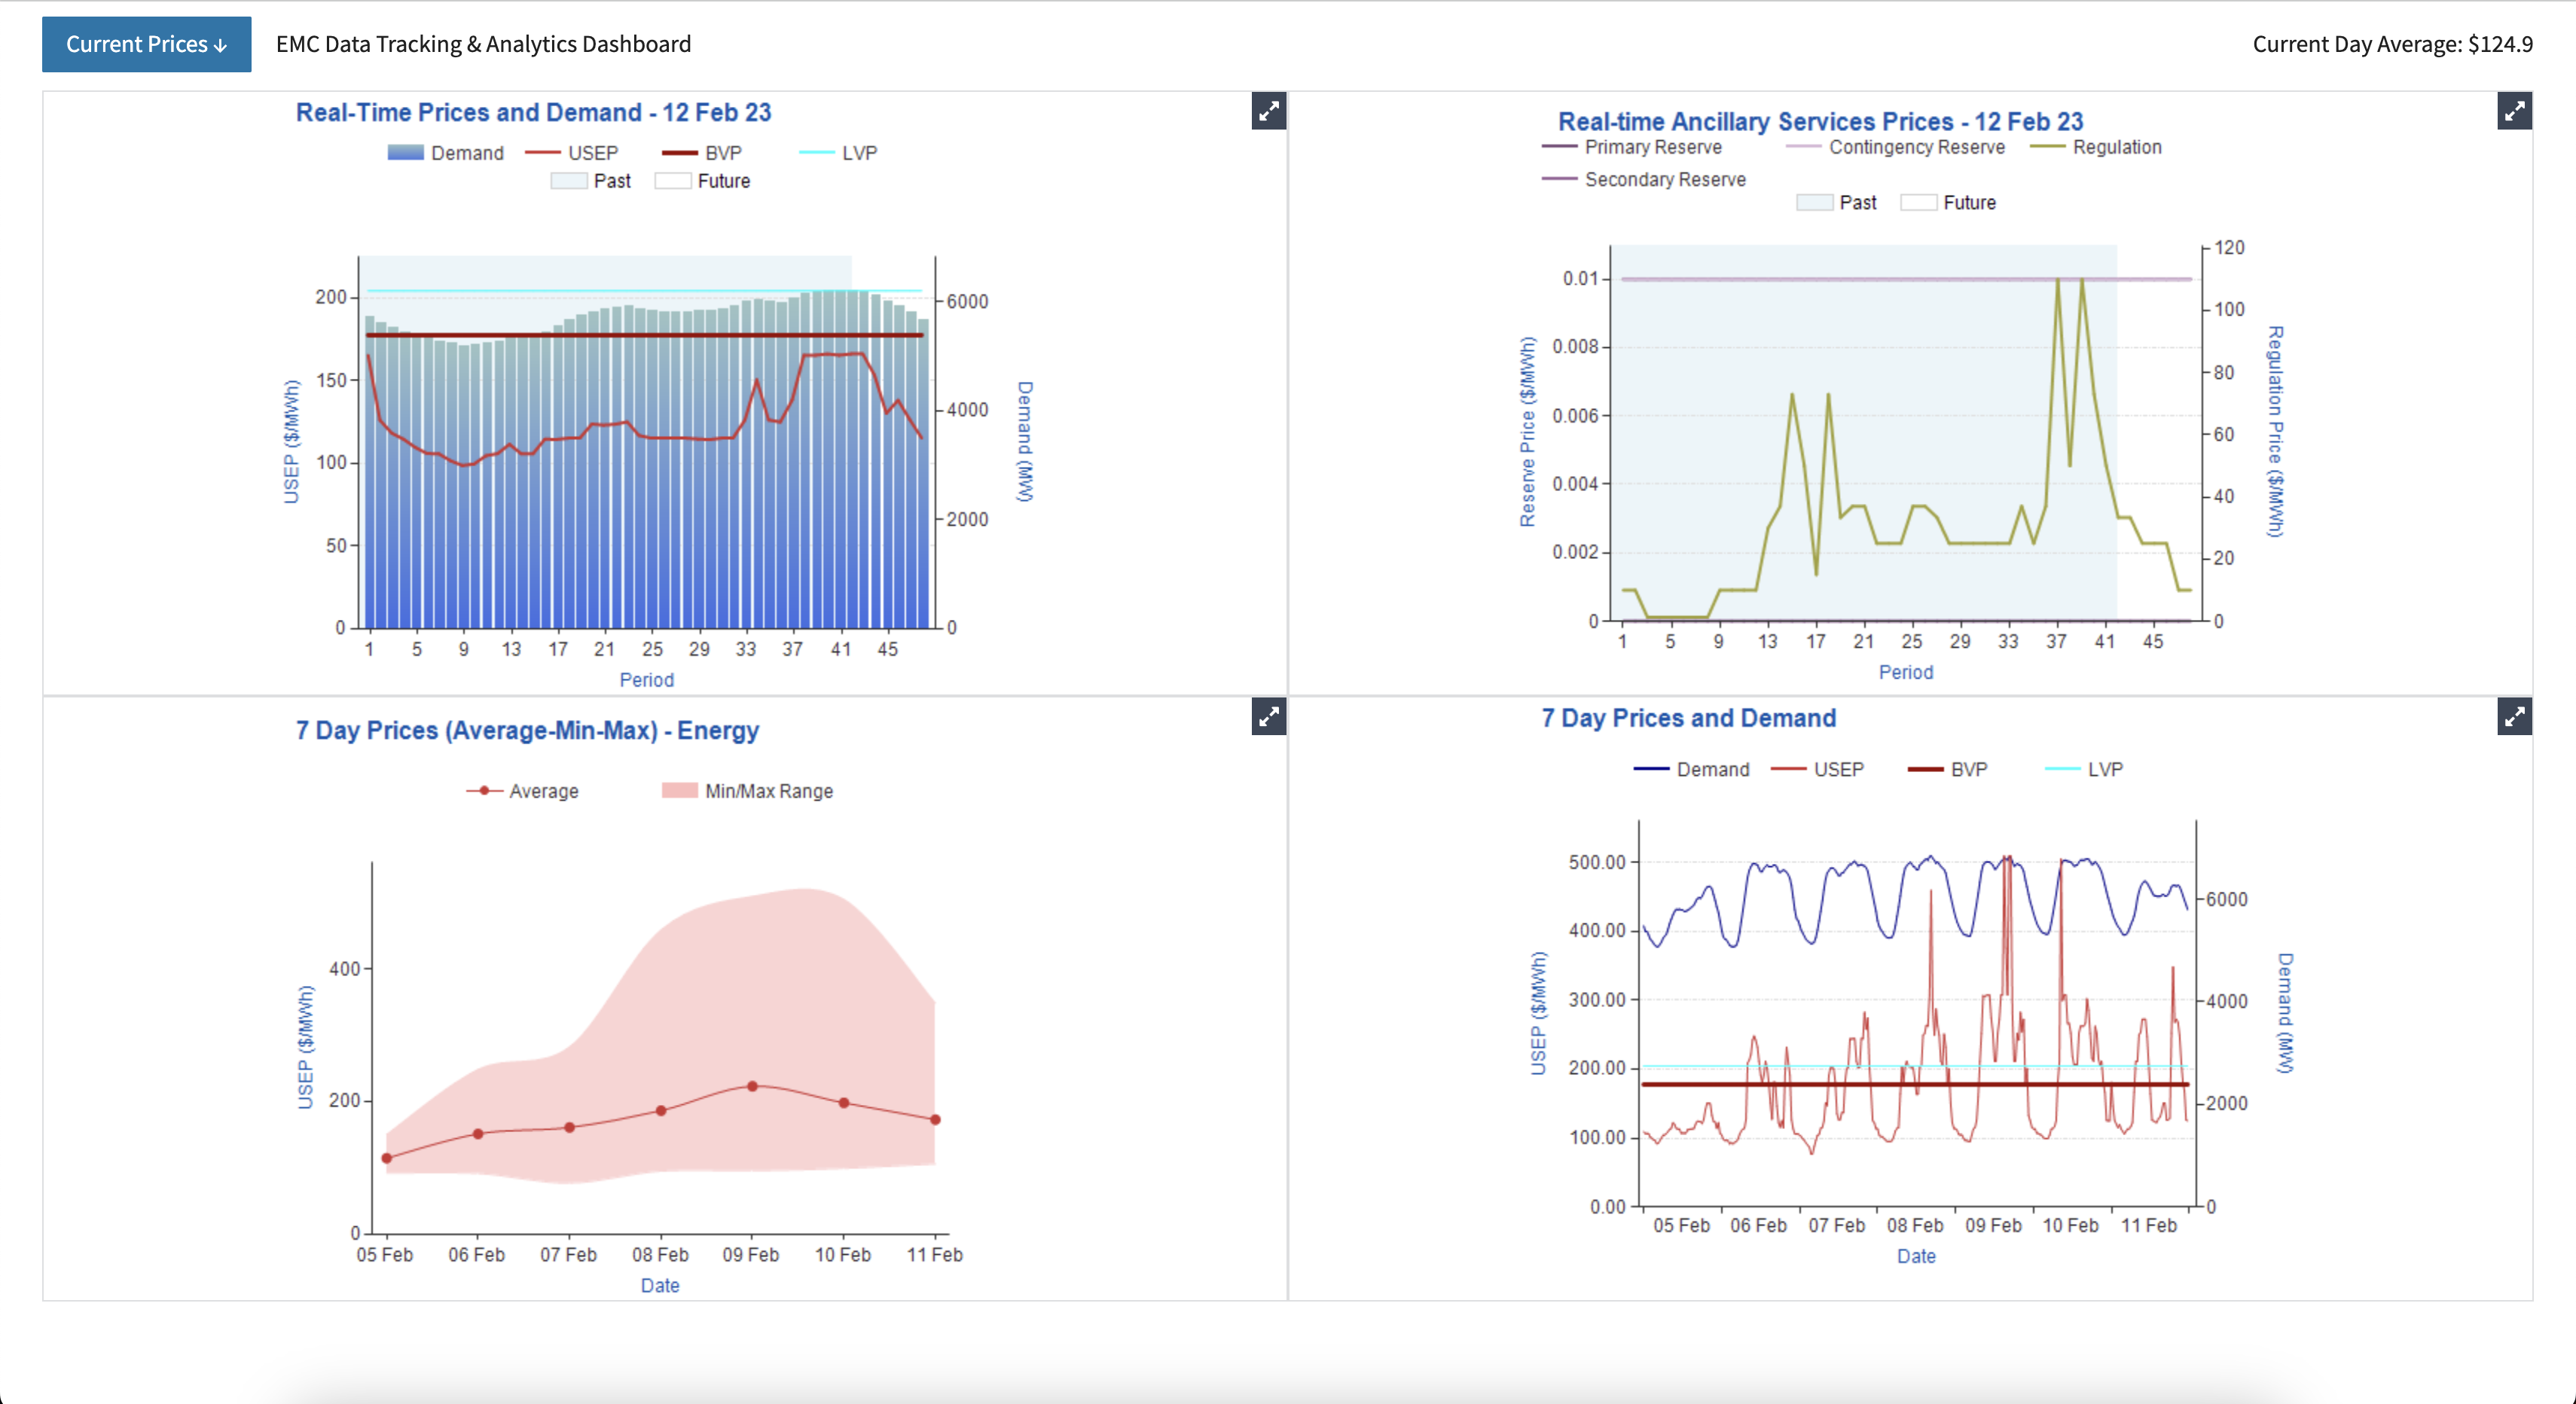 Current Prices ↓ EMC Data Tracking & Analytics Dashboard Current Day Average: $124.9
Real-Time Prices and Demand - 12 Feb 23
Demand USEP BVP LVP
Past Future
USEP ($/MWh)
200
150
100
50
0
6000
4000
2000
0
Demand (MW)
1 5 9 13 17 21 25 29 33 37 41 45
Period
Real-time Ancillary Services Prices - 12 Feb 23
Primary Reserve Contingency Reserve Regulation
Secondary Reserve
Past Future
Reserve Price ($/MWh)
0.01
0.008
0.006
0.004
0.002
0
120
100
80
60
40
20
0
Regulation Price ($/MWh)
1 5 9 13 17 21 25 29 33 37 41 45
Period
7 Day Prices (Average-Min-Max) - Energy
Average Min/Max Range
USEP ($/MWh)
400
200
0
05 Feb 06 Feb 07 Feb 08 Feb 09 Feb 10 Feb 11 Feb
Date
7 Day Prices and Demand
Demand USEP BVP LVP
USEP ($/MWh)
500.00
400.00
300.00
200.00
100.00
0.00
6000
4000
2000
0
Demand (MW)
05 Feb 06 Feb 07 Feb 08 Feb 09 Feb 10 Feb 11 Feb
Date